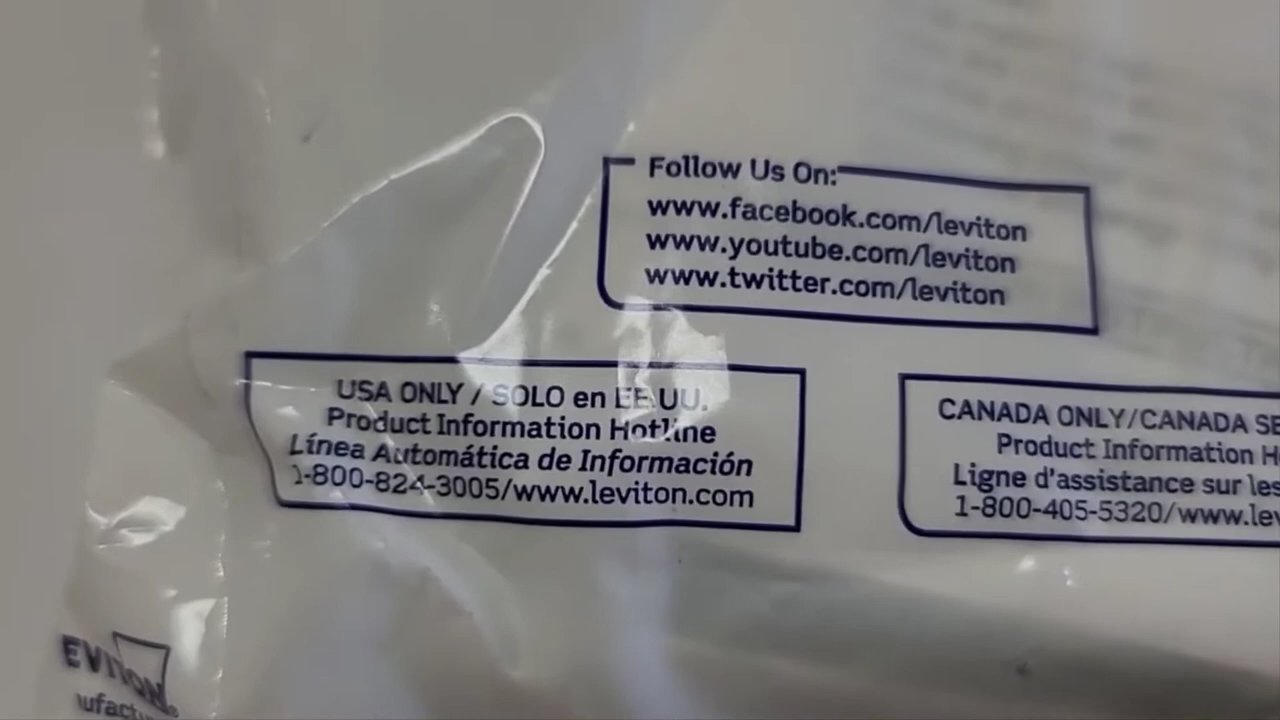 Follow Us On:
www.facebook.com/leviton
www.youtube.com/leviton
www.twitter.com/leviton
USA ONLY / SOLO en EE.UU.
Product Information Hotline
Línea Automática de Información
1-800-824-3005/www.leviton.com
CANADA ONLY/CANADA SE
Product Information H
Ligne d'assistance sur les
1-800-405-5320/www.lev
EVITON
ufactu